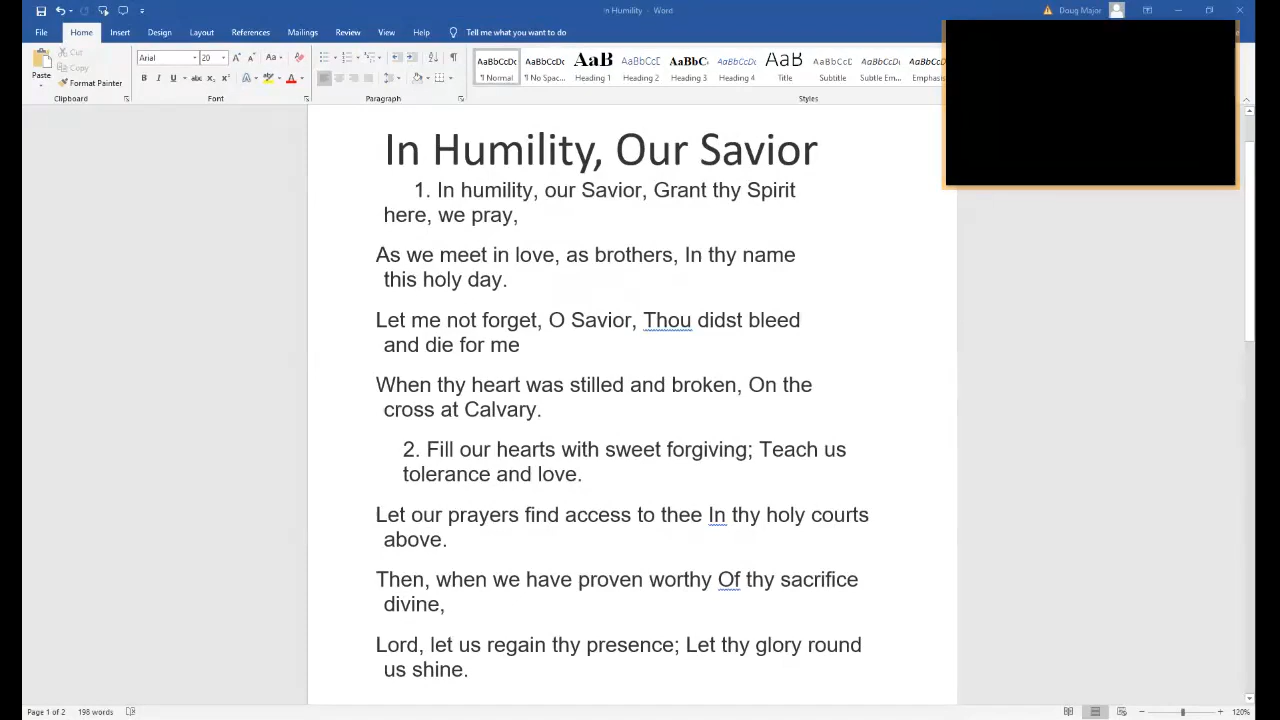 In Humility - Word
Doug Major
File Home Insert Draw Design Layout References Mailings Review View Help Tell me what you want to do
Paste
Cut
Copy
Format Painter
Clipboard
Arial 20
Font
Paragraph
AaBbCcDc AaBbCcDc AaB AaBbCcDc AaBbC AaBbCcDc AaB AaBbCcD AaBbCcDc AaBbCcD
¶ Normal ¶ No Spac... Heading 1 Heading 2 Heading 3 Heading 4 Title Subtitle Subtle Em... Emphasis
Styles
In Humility, Our Savior
1. In humility, our Savior, Grant thy Spirit
here, we pray,
As we meet in love, as brothers, In thy name
this holy day.
Let me not forget, O Savior, Thou didst bleed
and die for me
When thy heart was stilled and broken, On the
cross at Calvary.
2. Fill our hearts with sweet forgiving; Teach us
tolerance and love.
Let our prayers find access to thee In thy holy courts
above.
Then, when we have proven worthy Of thy sacrifice
divine,
Lord, let us regain thy presence; Let thy glory round
us shine.
Page 1 of 2 198 words 120%